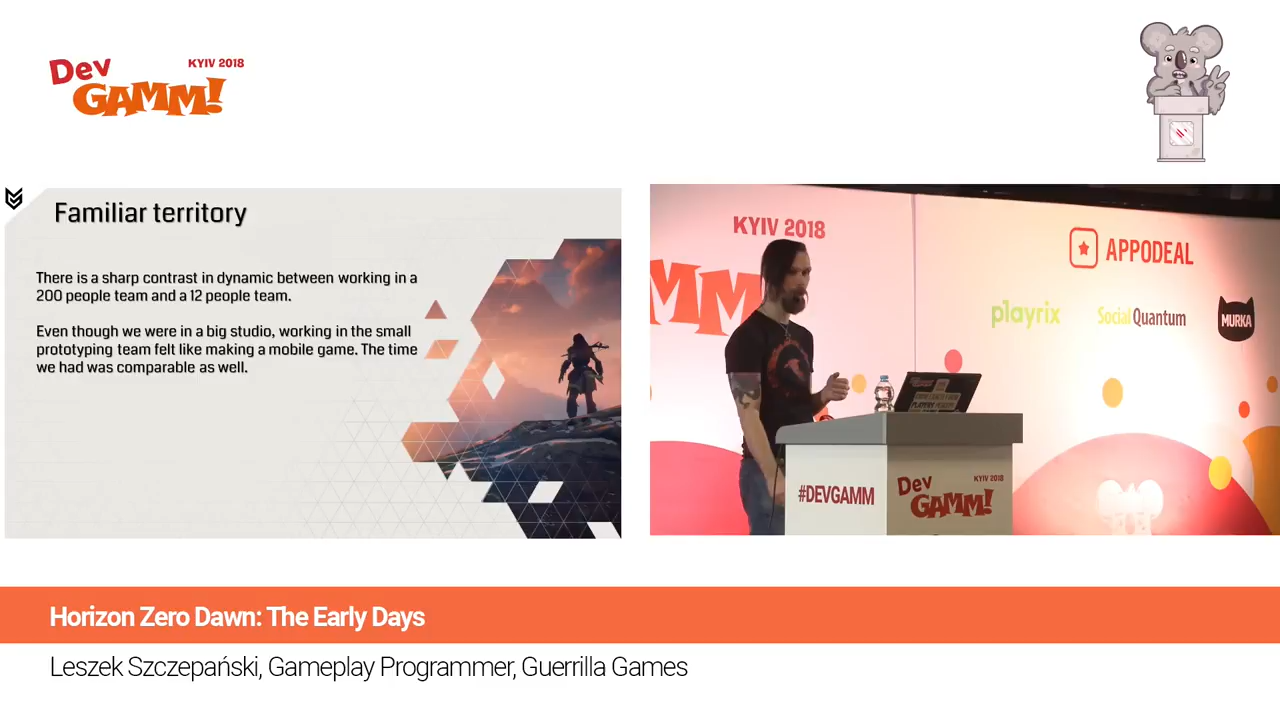 Dev
GAMM!
KYIV 2018
Familiar territory
There is a sharp contrast in dynamic between working in a
200 people team and a 12 people team.
Even though we were in a big studio, working in the small
prototyping team felt like making a mobile game. The time
we had was comparable as well.
KYIV 2018
MM
APPODEAL
playrix
Social Quantum
MURKA
#DEVGAMM
Dev
GAMM!
KYIV 2018
Horizon Zero Dawn: The Early Days
Leszek Szczepański, Gameplay Programmer, Guerrilla Games